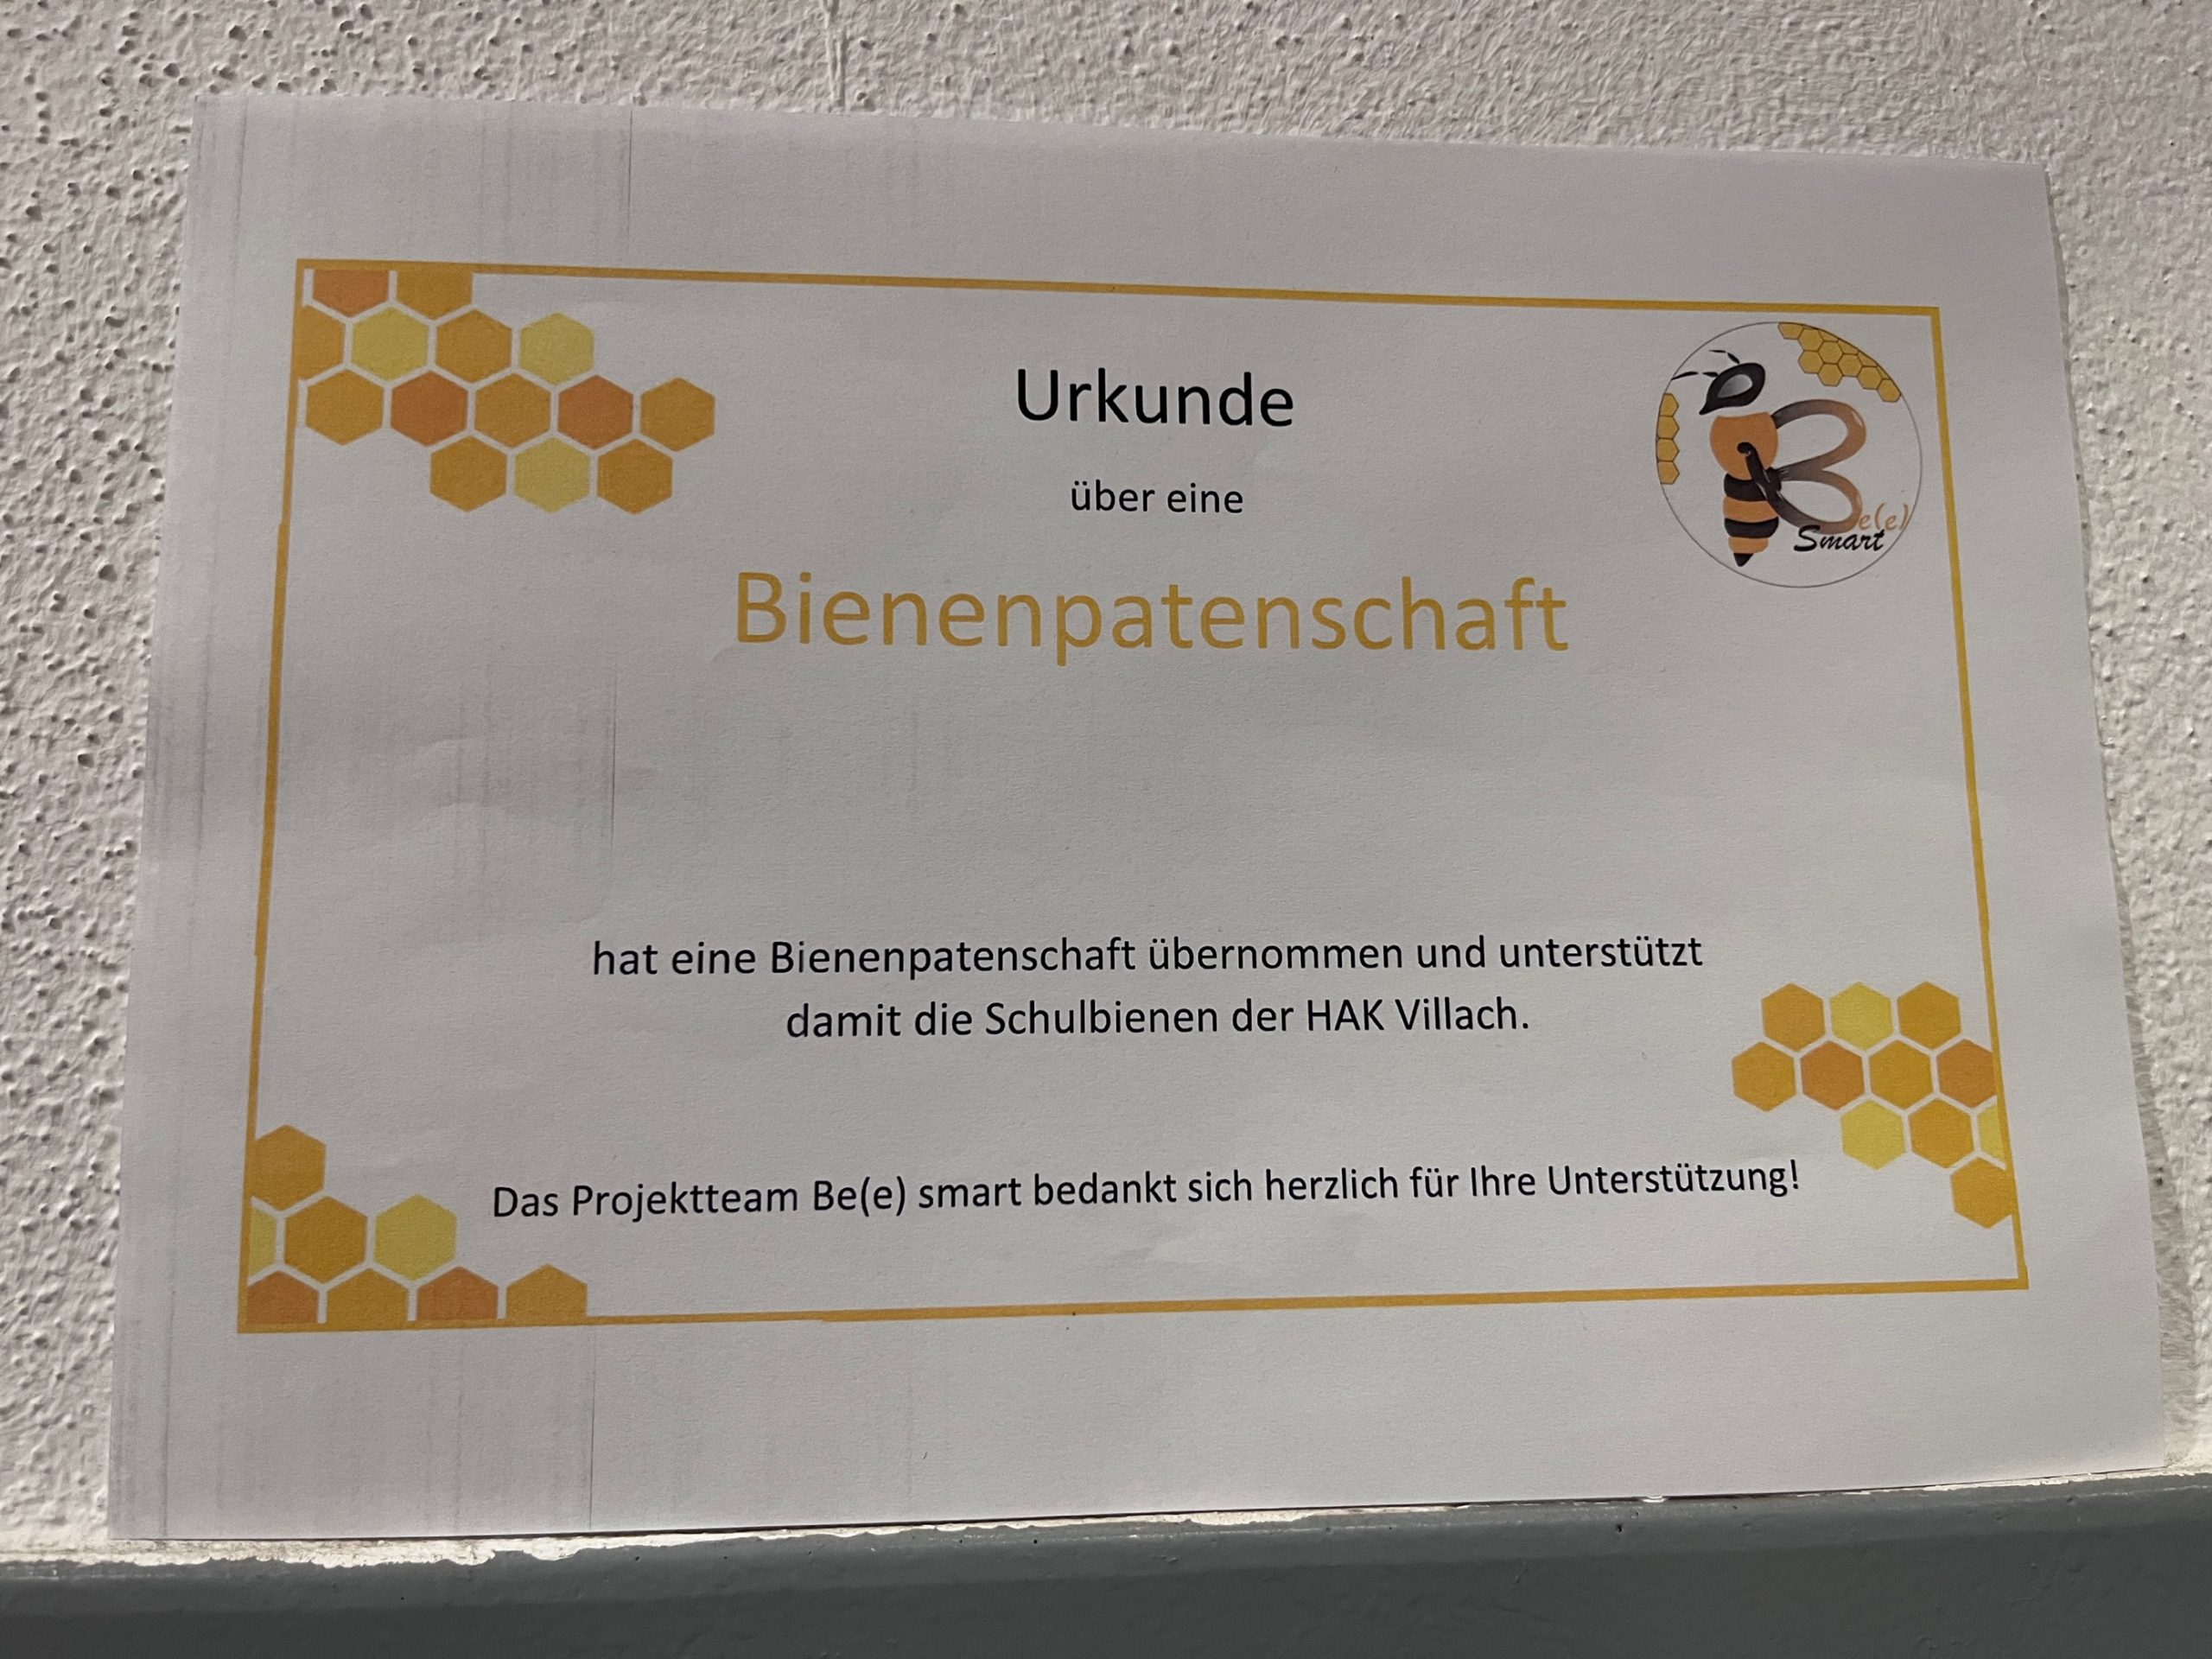 Urkunde
über eine
Bienenpatenschaft
hat eine Bienenpatenschaft übernommen und unterstützt
damit die Schulbienen der HAK Villach.
Das Projektteam Be(e) smart bedankt sich herzlich für Ihre Unterstützung!
Be(e)
Smart